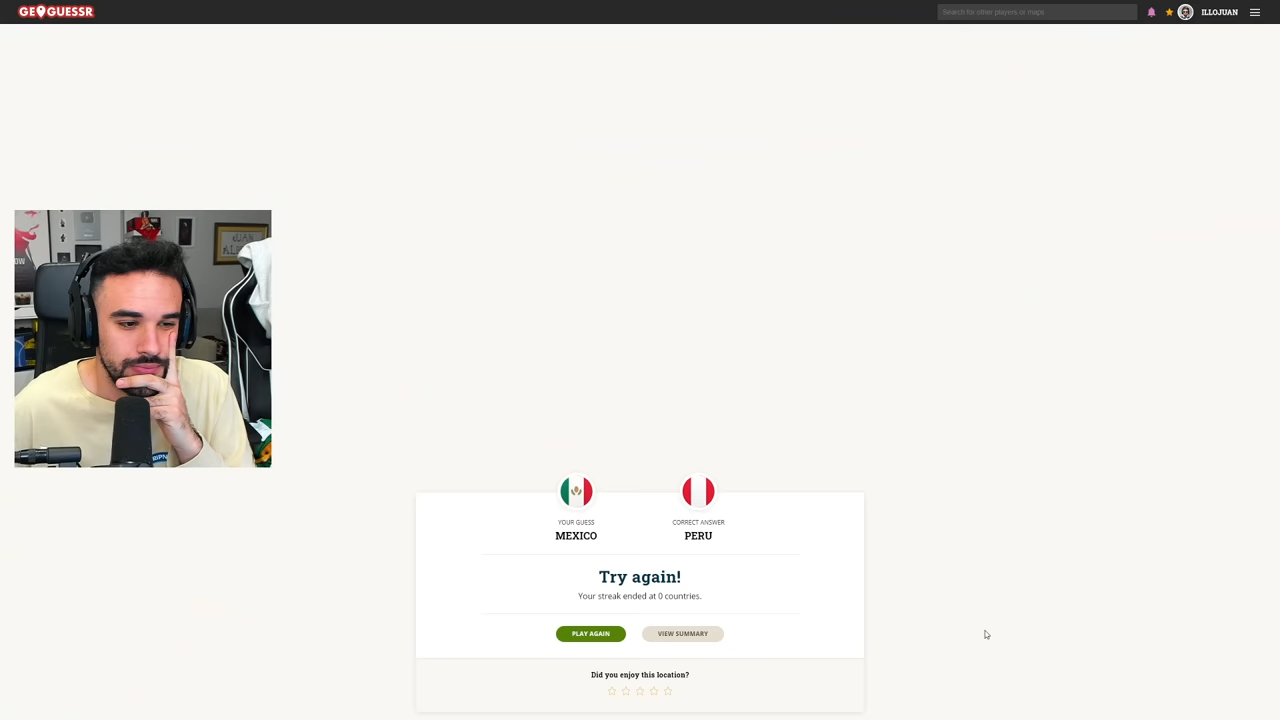 GEOGUESSR
Search for other players or maps
ILLOJUAN
YOUR GUESS
MEXICO
CORRECT ANSWER
PERU
Try again!
Your streak ended at 0 countries.
PLAY AGAIN
VIEW SUMMARY
Did you enjoy this location?